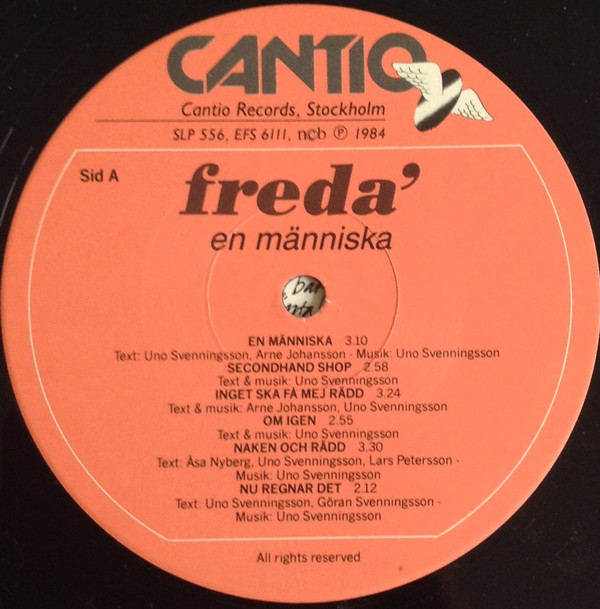 CANTIO
Cantio Records, Stockholm
SLP 556, EFS 6111, ncb ℗ 1984
Sid A
freda'
en människa
EN MÄNNISKA 3.10
Text: Uno Svenningsson, Arne Johansson - Musik: Uno Svenningsson
SECONDHAND SHOP 2.58
Text & musik: Uno Svenningsson
INGET SKA FÅ MEJ RÄDD 3.24
Text & musik: Arne Johansson, Uno Svenningsson
OM IGEN 2.55
Text & musik: Uno Svenningsson
NAKEN OCH RÄDD 3.30
Text: Åsa Nyberg, Uno Svenningsson, Lars Petersson -
Musik: Uno Svenningsson
NU REGNAR DET 2.12
Text: Uno Svenningsson, Göran Svenningsson -
Musik: Uno Svenningsson
All rights reserved